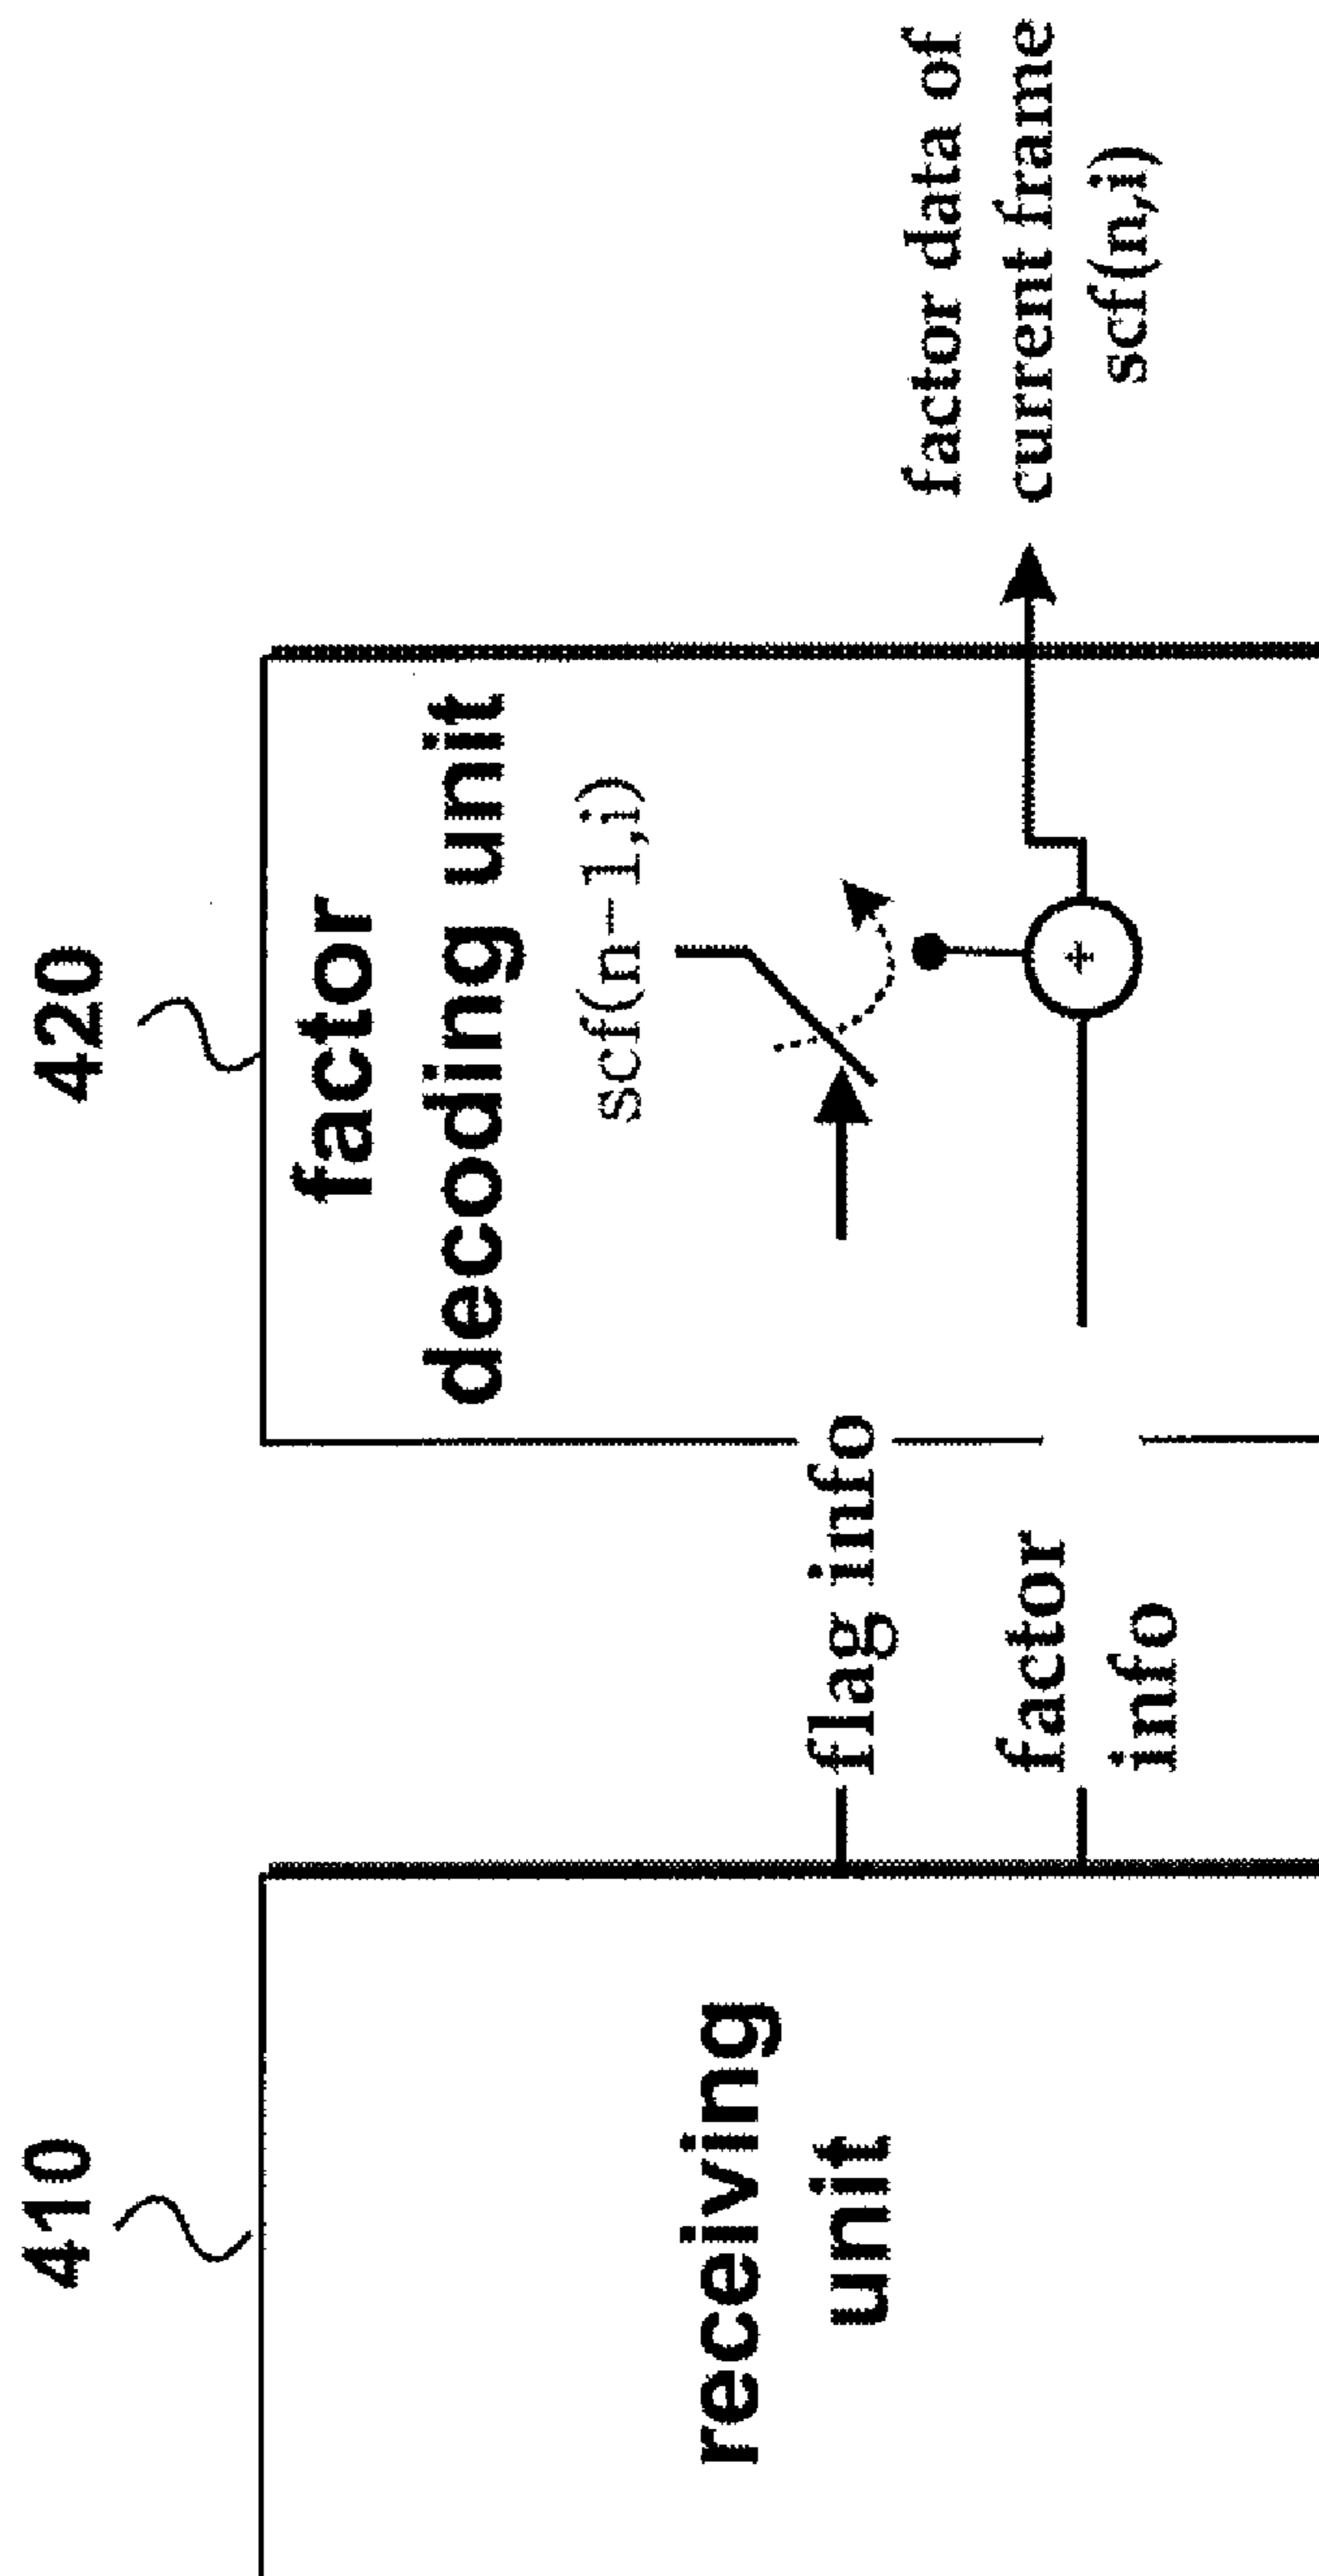 410
receiving
unit
flag info
factor
info
420
factor
decoding unit
scf(n-1,i)
+
factor data of
current frame
scf(n,i)